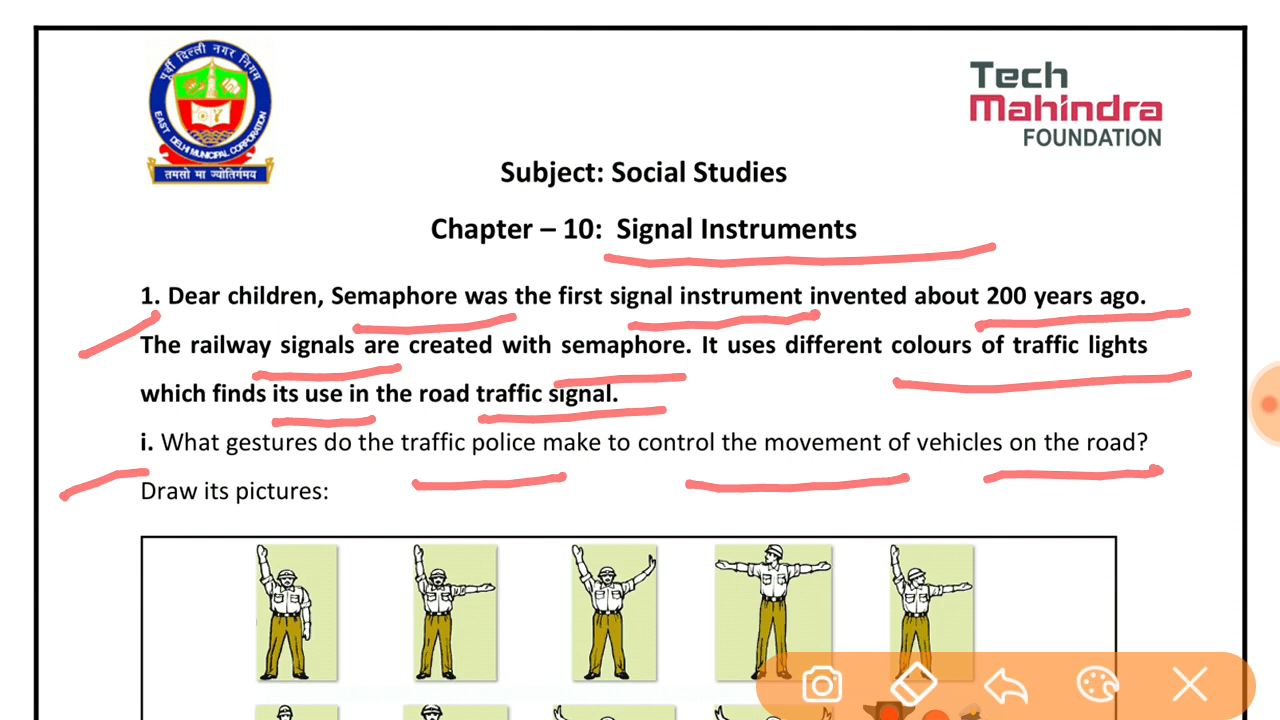 पूर्वी दिल्ली नगर निगम
EAST DELHI MUNICIPAL CORPORATION
तमसो मा ज्योतिर्गमय
Tech
Mahindra
FOUNDATION
Subject: Social Studies
Chapter – 10: Signal Instruments
1. Dear children, Semaphore was the first signal instrument invented about 200 years ago.
The railway signals are created with semaphore. It uses different colours of traffic lights
which finds its use in the road traffic signal.
i. What gestures do the traffic police make to control the movement of vehicles on the road?
Draw its pictures: